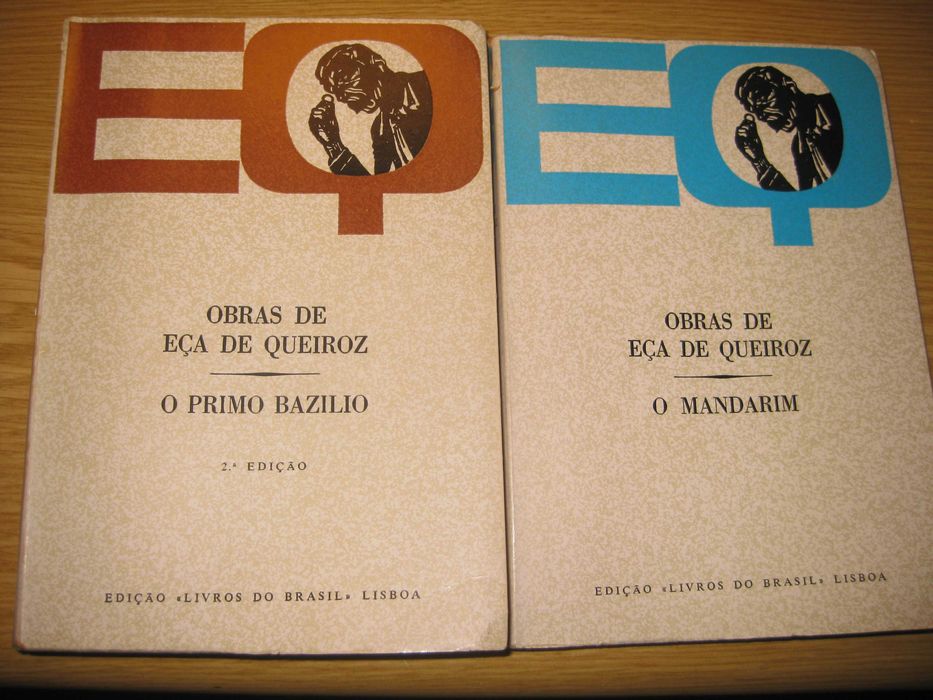 EQ
OBRAS DE
EÇA DE QUEIROZ
O PRIMO BAZILIO
2.ª EDIÇÃO
EDIÇÃO «LIVROS DO BRASIL» LISBOA
EQ
OBRAS DE
EÇA DE QUEIROZ
O MANDARIM
EDIÇÃO «LIVROS DO BRASIL» LISBOA